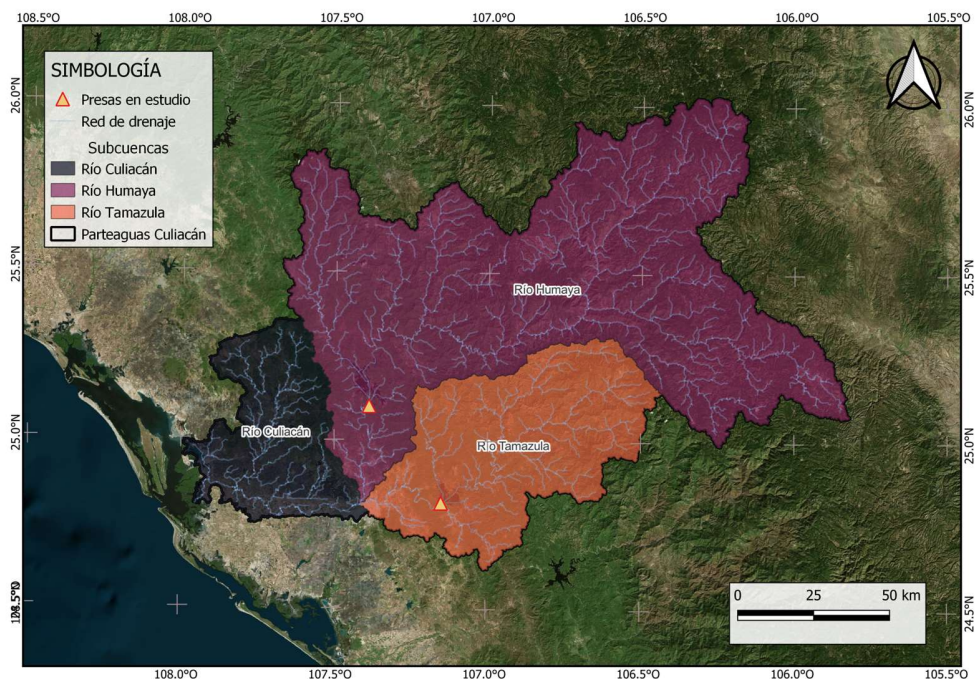 108.5°O 108.0°O 107.5°O 107.0°O 106.5°O 106.0°O 105.5°O
SIMBOLOGÍA
Presas en estudio
Red de drenaje
Subcuencas
Río Culiacán
Río Humaya
Río Tamazula
Parteaguas Culiacán
26.0°N
26.0°N
25.5°N
25.5°N
Río Humaya
Río Culiacán
Río Tamazula
25.0°N
25.0°N
24.5°N
0 25 50 km
108.0°O 107.5°O 107.0°O 106.5°O 106.0°O 105.5°O